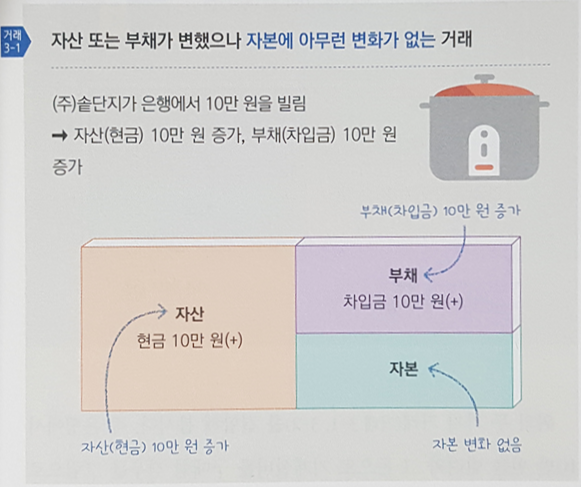 거래
3-1
자산 또는 부채가 변했으나 자본에 아무런 변화가 없는 거래
(주)솥단지가 은행에서 10만 원을 빌림
➞ 자산(현금) 10만 원 증가, 부채(차입금) 10만 원
증가
부채(차입금) 10만 원 증가
부채
차입금 10만 원(+)
자산
현금 10만 원(+)
자본
자산(현금) 10만 원 증가
자본 변화 없음